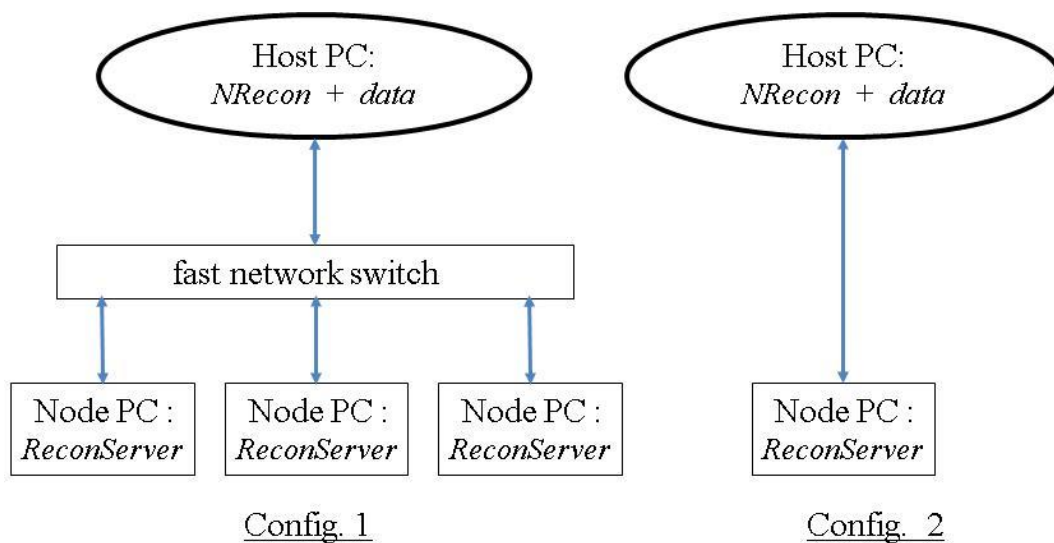 Host PC:
NRecon + data
fast network switch
Node PC :
ReconServer
Node PC :
ReconServer
Node PC :
ReconServer
Config. 1
Host PC:
NRecon + data
Node PC :
ReconServer
Config. 2